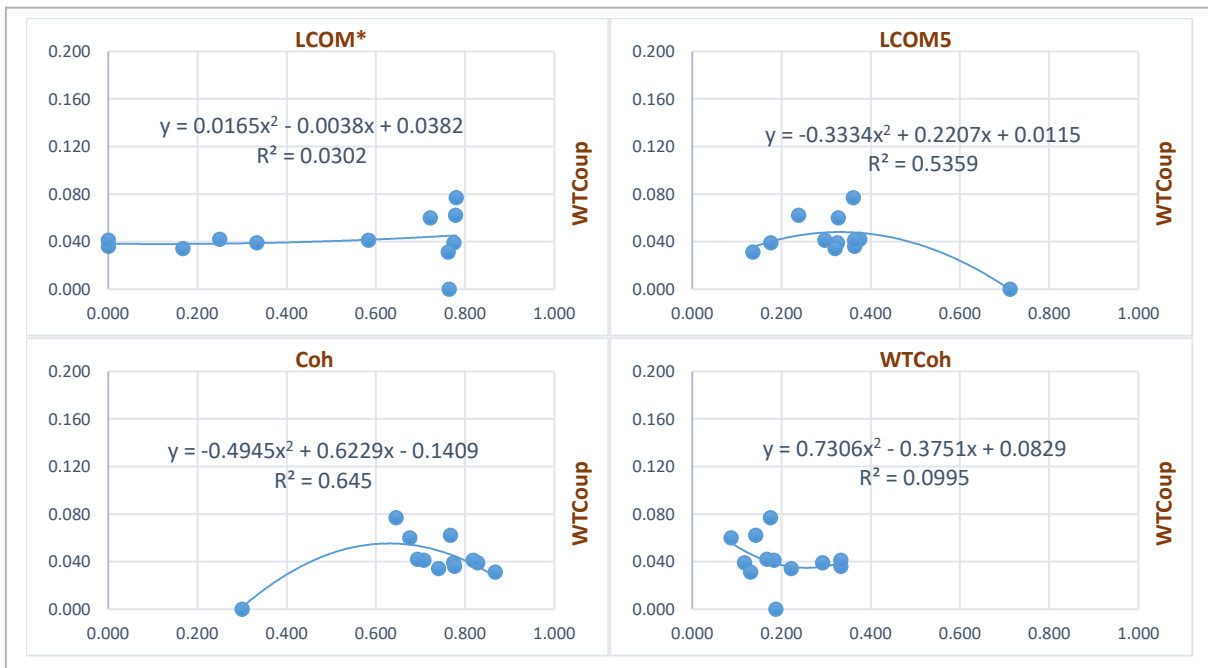 LCOM*
0.200
0.160
0.120
0.080
0.040
0.000
y = 0.0165x² - 0.0038x + 0.0382
R² = 0.0302
WTCoup
0.000 0.200 0.400 0.600 0.800 1.000
LCOM5
0.200
0.160
0.120
0.080
0.040
0.000
y = -0.3334x² + 0.2207x + 0.0115
R² = 0.5359
WTCoup
0.000 0.200 0.400 0.600 0.800 1.000
Coh
0.200
0.160
0.120
0.080
0.040
0.000
y = -0.4945x² + 0.6229x - 0.1409
R² = 0.645
WTCoup
0.000 0.200 0.400 0.600 0.800 1.000
WTCoh
0.200
0.160
0.120
0.080
0.040
0.000
y = 0.7306x² - 0.3751x + 0.0829
R² = 0.0995
WTCoup
0.000 0.200 0.400 0.600 0.800 1.000